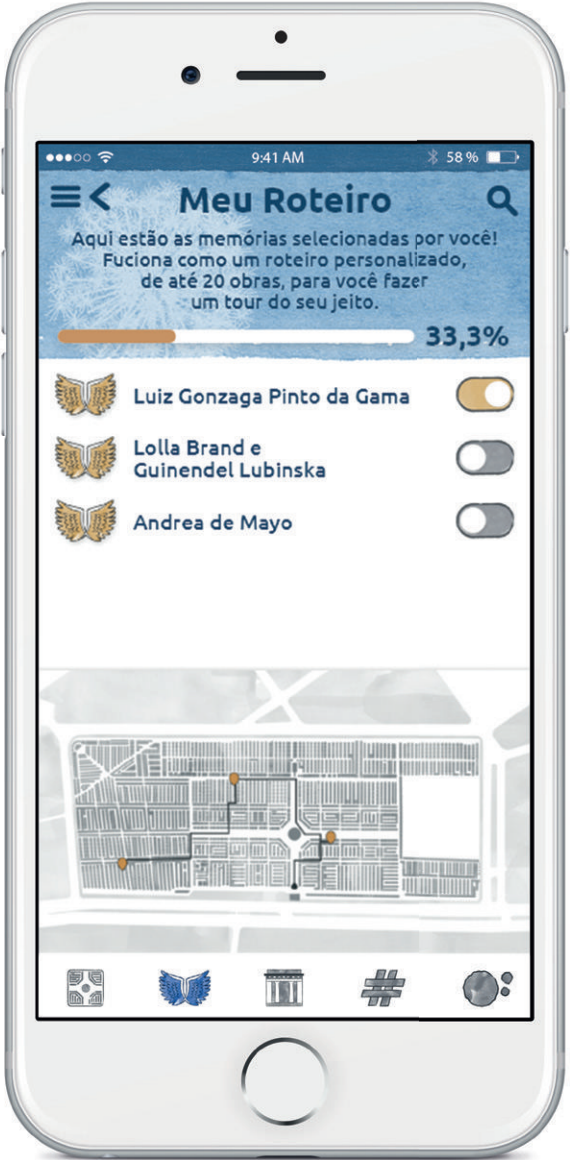 9:41 AM
58 %
Meu Roteiro
Aqui estão as memórias selecionadas por você!
Fuciona como um roteiro personalizado,
de até 20 obras, para você fazer
um tour do seu jeito.
33,3%
Luiz Gonzaga Pinto da Gama
Lolla Brand e
Guinendel Lubinska
Andrea de Mayo